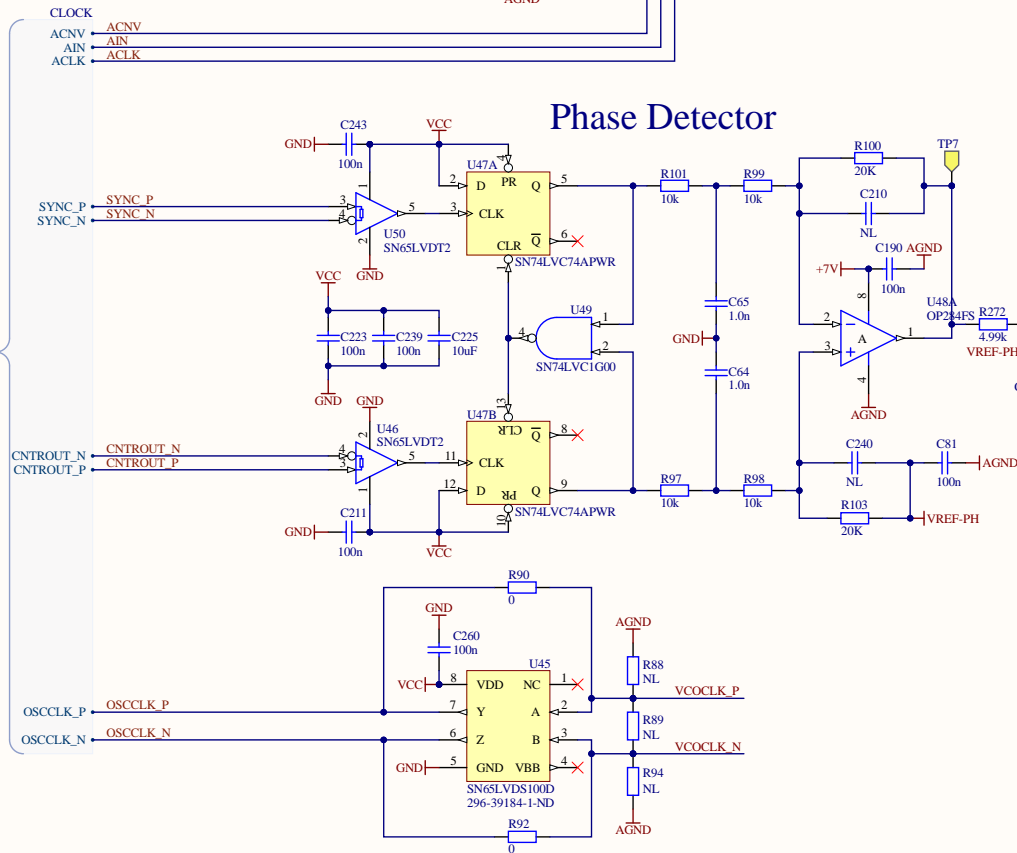 AGND
CLOCK
ACNV ACNV
AIN AIN
ACLK ACLK
Phase Detector
C243
GND
100n
VCC
U47A
4
PR
2 D Q 5
3 CLK
Q 6
CLR
1
SN74LVC74APWR
SYNC_P SYNC_P
SYNC_N SYNC_N
1
3
4
5
2
U50
SN65LVDT2
GND
R101
10k
R99
10k
R100
20K
C210
NL
TP7
C190
100n
AGND
+7V
8
U48A
OP284FS
2
3
A
1
4
AGND
R272
4.99k
VREF-PH
VCC
C223
100n
C239
100n
C225
10uF
GND
U49
4
1
2
SN74LVC1G00
C65
1.0n
GND
C64
1.0n
GND
2
U46
SN65LVDT2
CNTROUT_N CNTROUT_N
CNTROUT_P CNTROUT_P
4
3
5
1
U47B
13
CLR
Q 8
11 CLK
12 D Q 9
PR
10
SN74LVC74APWR
C211
GND
100n
VCC
R97
10k
R98
10k
C240
NL
C81
100n
AGND
R103
20K
VREF-PH
R90
0
GND
C260
100n
U45
VCC 8 VDD NC 1
7 Y A 2
6 Z B 3
GND 5 GND VBB 4
SN65LVDS100D
296-39184-1-ND
OSCCLK_P OSCCLK_P
OSCCLK_N OSCCLK_N
AGND
R88
NL
VCOCLK_P
R89
NL
VCOCLK_N
R94
NL
AGND
R92
0